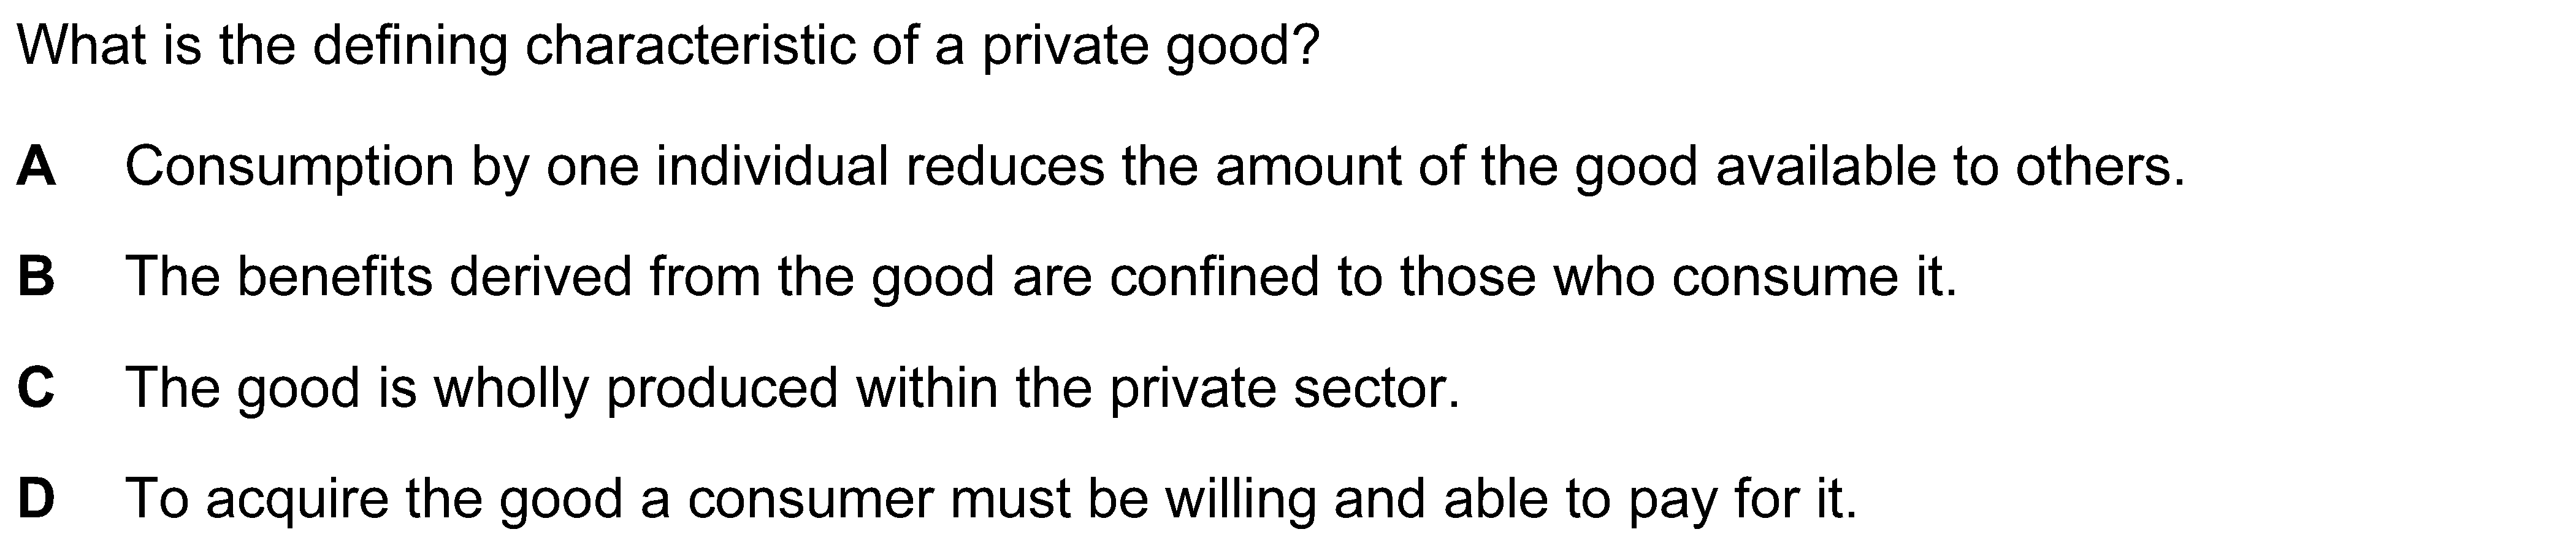 What is the defining characteristic of a private good?
A Consumption by one individual reduces the amount of the good available to others.
B The benefits derived from the good are confined to those who consume it.
C The good is wholly produced within the private sector.
D To acquire the good a consumer must be willing and able to pay for it.